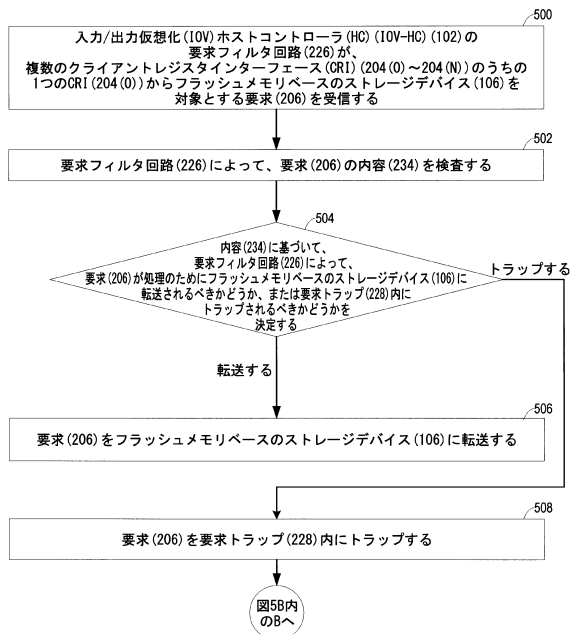 500
入力/出力仮想化(IOV)ホストコントローラ(HC)(IOV-HC)(102)の
要求フィルタ回路(226)が、
複数のクライアントレジスタインターフェース(CRI)(204(0)～204(N))のうちの
1つのCRI(204(0))からフラッシュメモリベースのストレージデバイス(106)を
対象とする要求(206)を受信する
502
要求フィルタ回路(226)によって、要求(206)の内容(234)を検査する
504
内容(234)に基づいて、
要求フィルタ回路(226)によって、
要求(206)が処理のためにフラッシュメモリベースのストレージデバイス(106)に
転送されるべきかどうか、または要求トラップ(228)内に
トラップされるべきかどうかを
決定する
トラップする
転送する
506
要求(206)をフラッシュメモリベースのストレージデバイス(106)に転送する
508
要求(206)を要求トラップ(228)内にトラップする
図5B内
のBへ